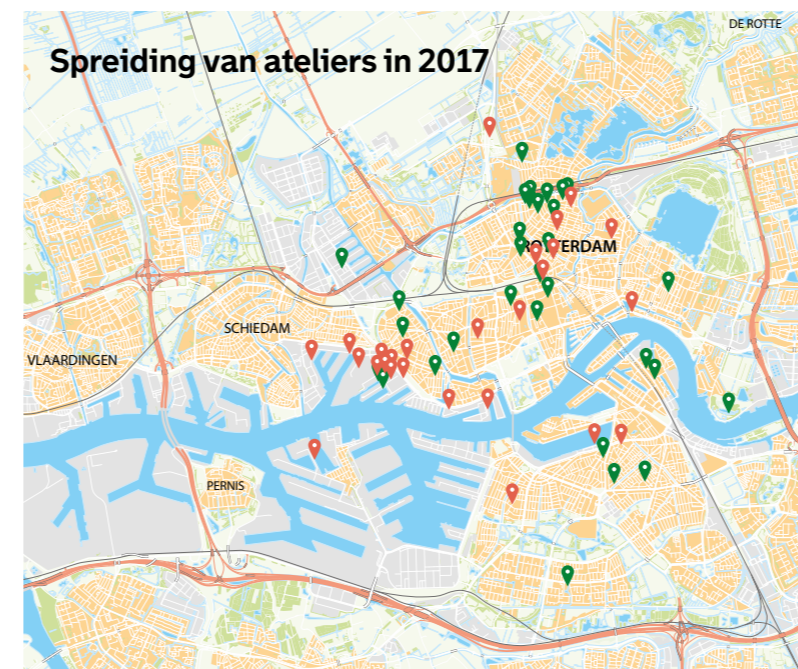 DE ROTTE
Spreiding van ateliers in 2017
ROTTERDAM
SCHIEDAM
VLAARDINGEN
PERNIS